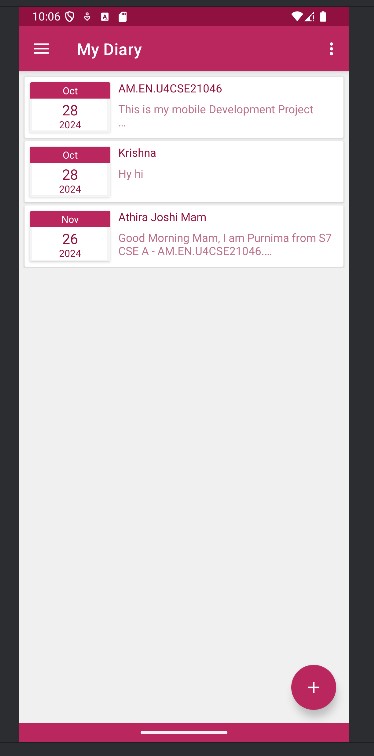 10:06
My Diary
Oct
28
2024
AM.EN.U4CSE21046
This is my mobile Development Project
...
Oct
28
2024
Krishna
Hy hi
Nov
26
2024
Athira Joshi Mam
Good Morning Mam, I am Purnima from S7
CSE A - AM.EN.U4CSE21046....